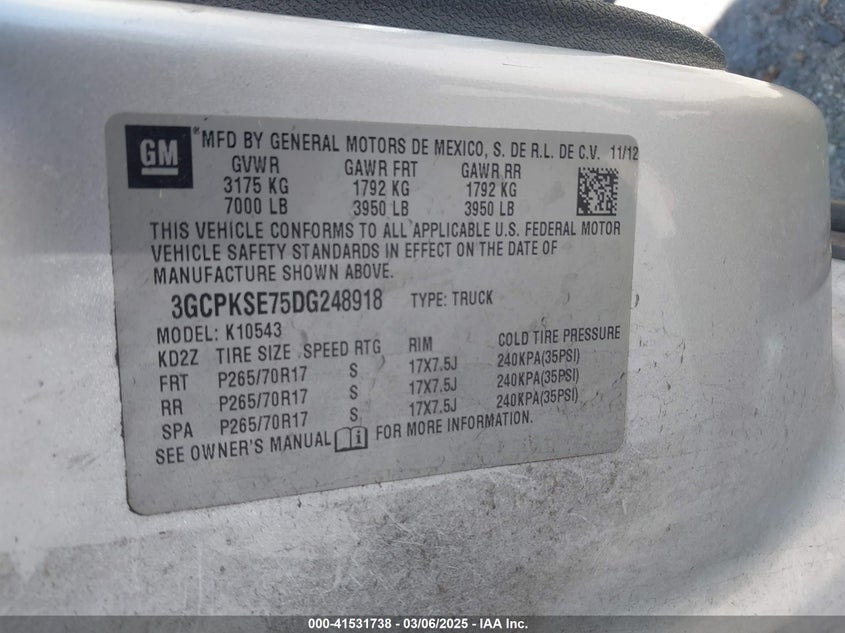 GM
® MFD BY GENERAL MOTORS DE MEXICO, S. DE R.L. DE C.V. 11/12
GVWR GAWR FRT GAWR RR
3175 KG 1792 KG 1792 KG
7000 LB 3950 LB 3950 LB
THIS VEHICLE CONFORMS TO ALL APPLICABLE U.S. FEDERAL MOTOR
VEHICLE SAFETY STANDARDS IN EFFECT ON THE DATE OF
MANUFACTURE SHOWN ABOVE.
3GCPKSE75DG248918 TYPE: TRUCK
MODEL: K10543
KD2Z TIRE SIZE SPEED RTG RIM COLD TIRE PRESSURE
FRT P265/70R17 S 17X7.5J 240KPA(35PSI)
RR P265/70R17 S 17X7.5J 240KPA(35PSI)
SPA P265/70R17 S 17X7.5J 240KPA(35PSI)
SEE OWNER'S MANUAL FOR MORE INFORMATION.
000-41531738 - 03/06/2025 - IAA Inc.